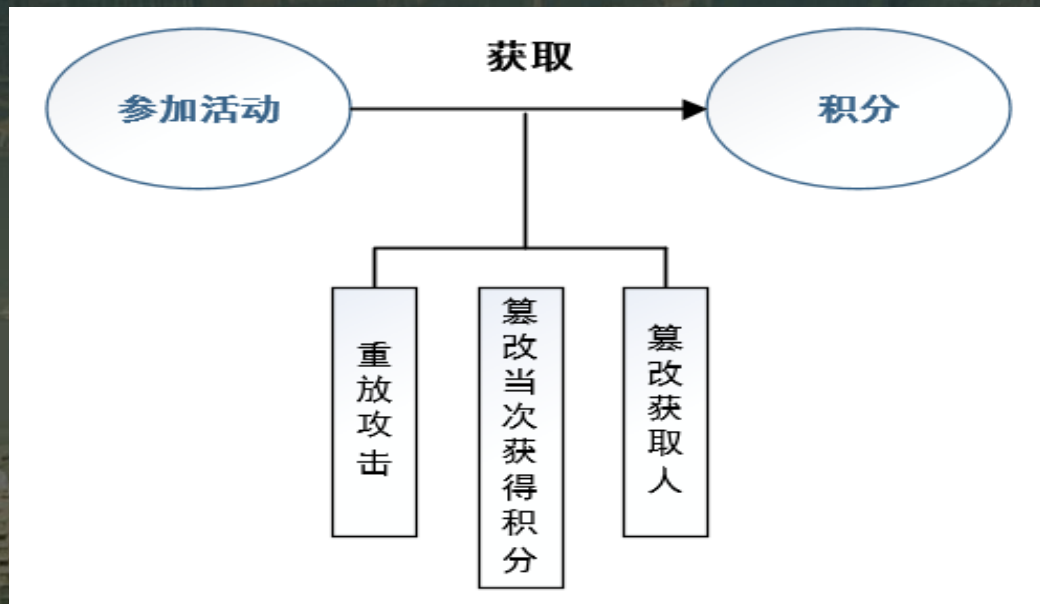 获取
参加活动
积分
重放攻击
篡改当次获得积分
篡改获取人